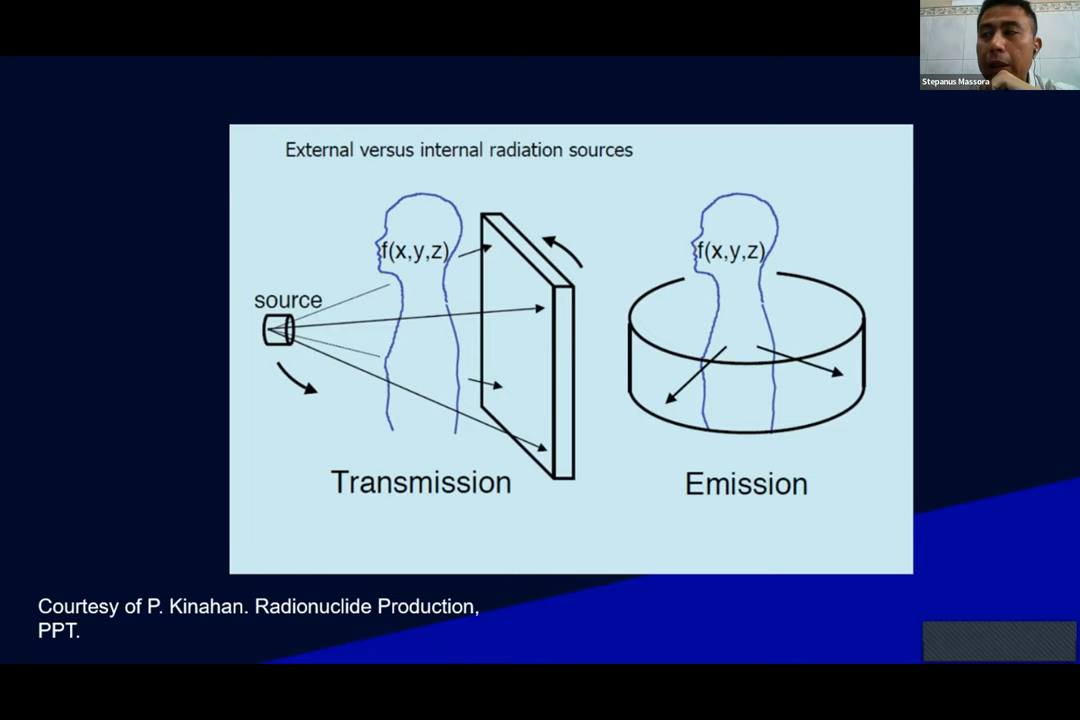 Stepanus Massora
External versus internal radiation sources
f(x,y,z)
f(x,y,z)
source
Transmission
Emission
Courtesy of P. Kinahan. Radionuclide Production,
PPT.